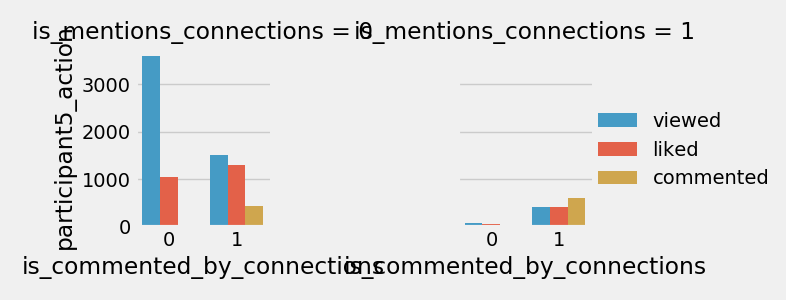 is_mentions_connections = 0
is_mentions_connections = 1
participant5_action
3000
2000
1000
0
0
1
0
1
is_commented_by_connections
is_commented_by_connections
viewed
liked
commented